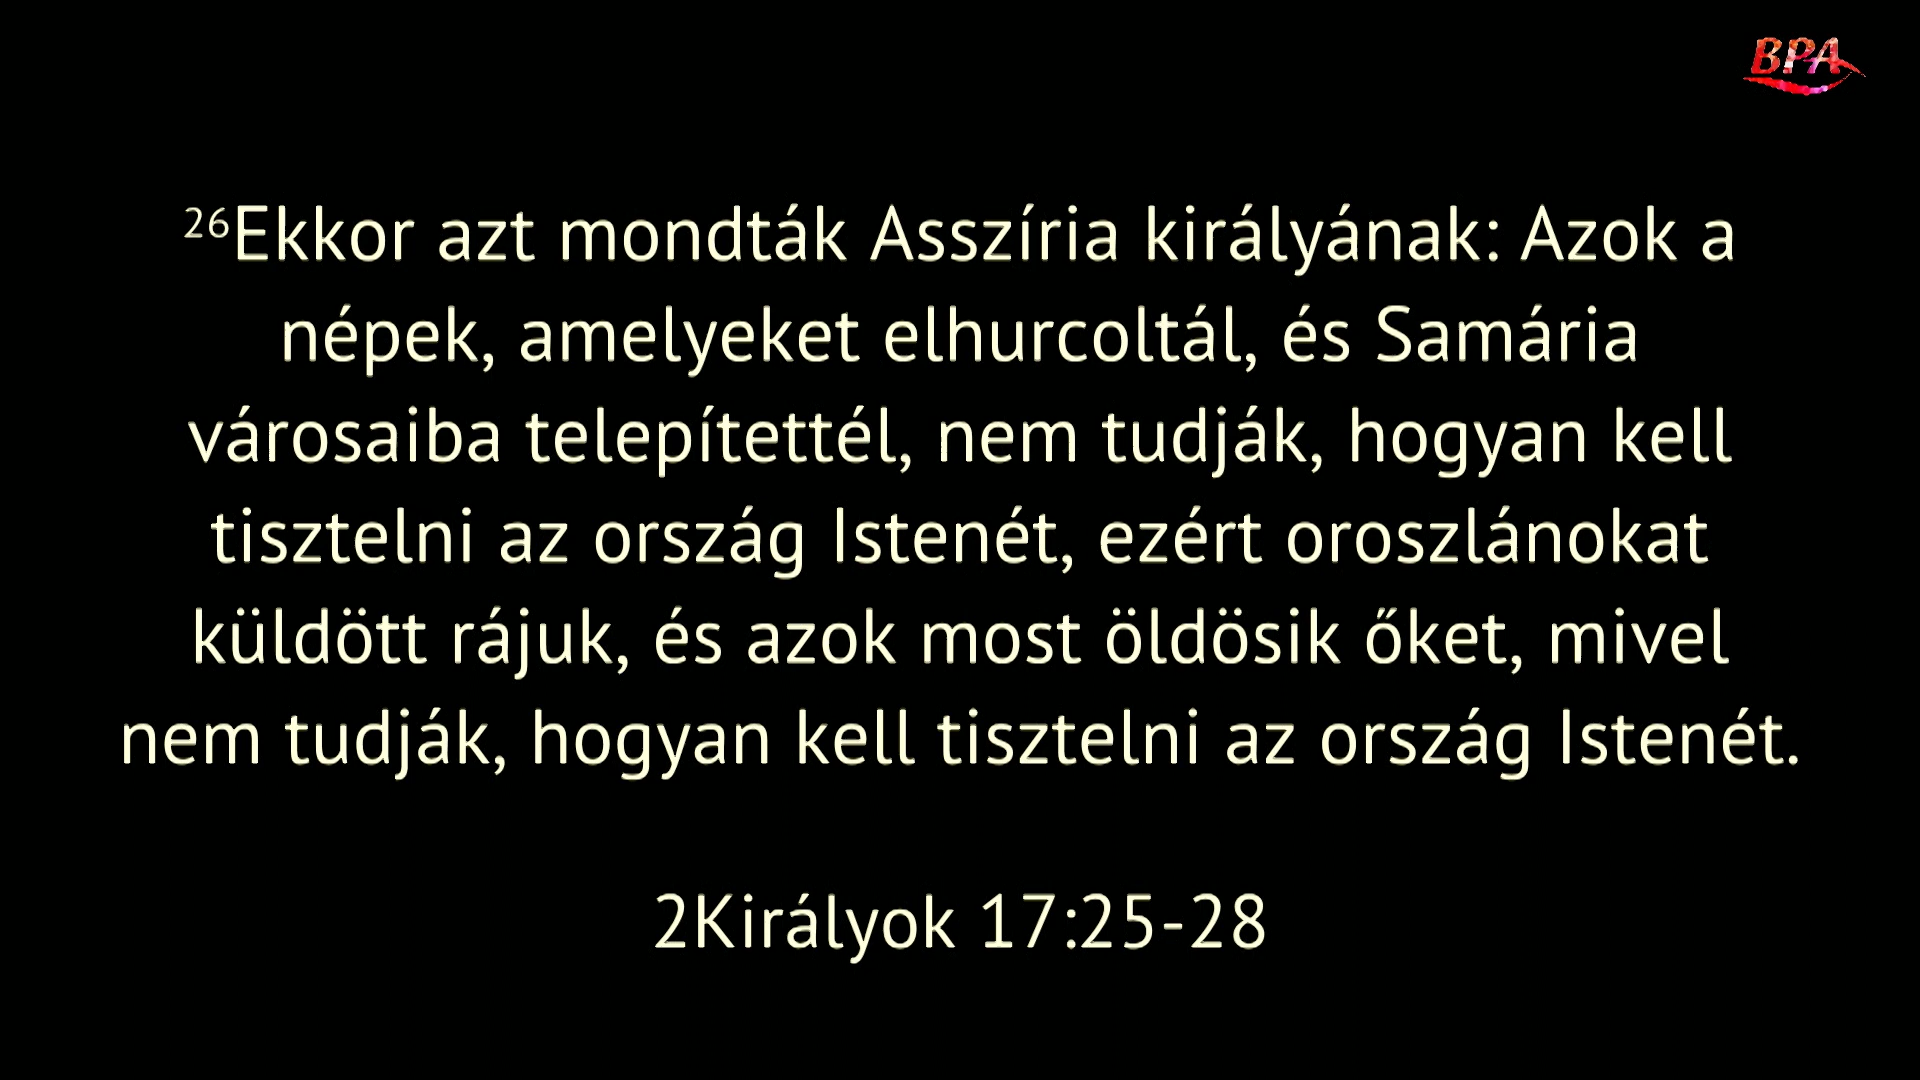 BPA
²⁶Ekkor azt mondták Asszíria királyának: Azok a
népek, amelyeket elhurcoltál, és Samária
városaiba telepítettél, nem tudják, hogyan kell
tisztelni az ország Istenét, ezért oroszlánokat
küldött rájuk, és azok most öldösik őket, mivel
nem tudják, hogyan kell tisztelni az ország Istenét.
2Királyok 17:25-28